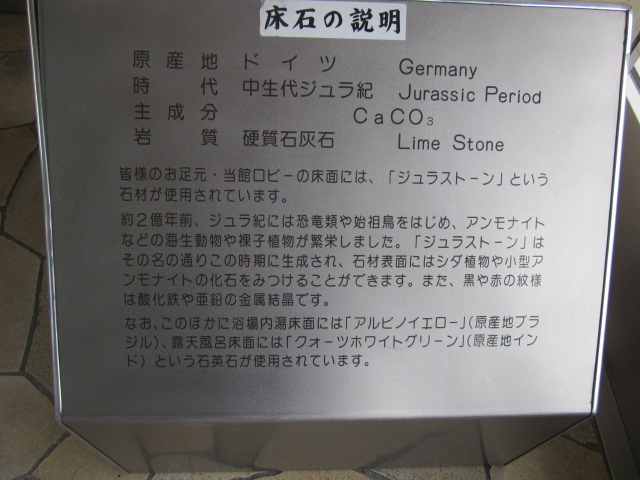 床石の説明
原産地 ドイツ Germany
時代 中生代ジュラ紀 Jurassic Period
主成分 CaCO₃
岩質 硬質石灰石 Lime Stone
皆様のお足元・当館ロビーの床面には、「ジュラストーン」という
石材が使用されています。
約2億年前、ジュラ紀には恐竜類や始祖鳥をはじめ、アンモナイト
などの海生動物や裸子植物が繁栄しました。「ジュラストーン」は
その名の通りこの時期に生成され、石材表面にはシダ植物や小型ア
ンモナイトの化石をみつけることができます。また、黒や赤の紋様
は酸化鉄や亜鉛の金属結晶です。
なお、このほかに浴場内湯床面には「アルビノイエロー」(原産地ブラ
ジル)、露天風呂床面には「クォーツホワイトグリーン」(原産地イン
ド)という石英石が使用されています。